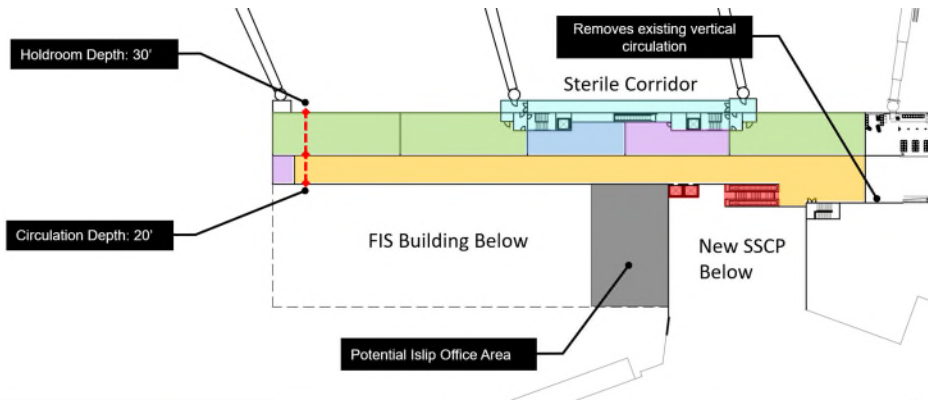 Holdroom Depth: 30'
Removes existing vertical
circulation
Sterile Corridor
Circulation Depth: 20'
FIS Building Below
New SSCP
Below
Potential Islip Office Area